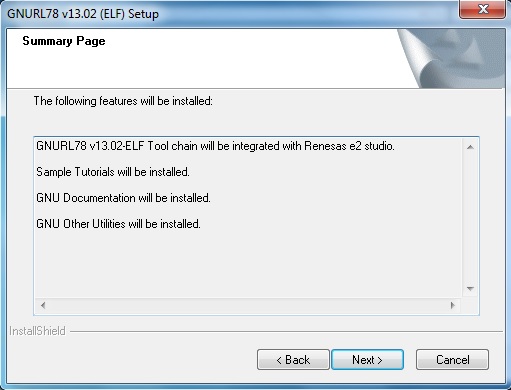 GNURL78 v13.02 (ELF) Setup
Summary Page
The following features will be installed:
GNURL78 v13.02-ELF Tool chain will be integrated with Renesas e2 studio.
Sample Tutorials will be installed.
GNU Documentation will be installed.
GNU Other Utilities will be installed.
InstallShield
< Back
Next >
Cancel